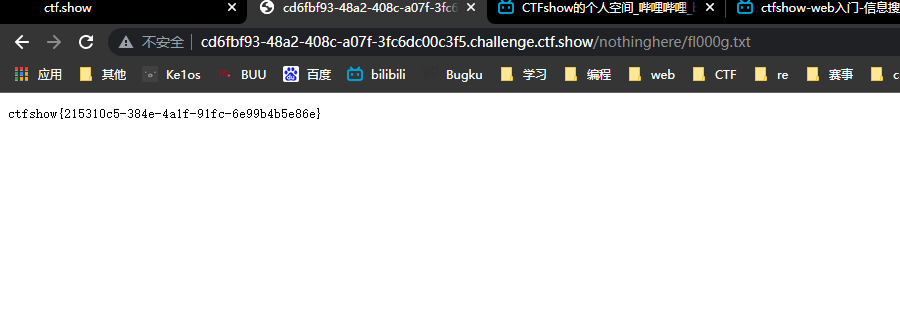 ctf.show
cd6fbf93-48a2-408c-a07f-3fc6
CTFshow的个人空间_哔哩哔哩_
ctfshow-web入门-信息搜
不安全 cd6fbf93-48a2-408c-a07f-3fc6dc00c3f5.challenge.ctf.show/nothinghere/fl000g.txt
应用 其他 Ke1os BUU 百度 bilibili Bugku 学习 编程 web CTF re 赛事 c
ctfshow{215310c5-384e-4a1f-91fc-6e99b4b5e86e}